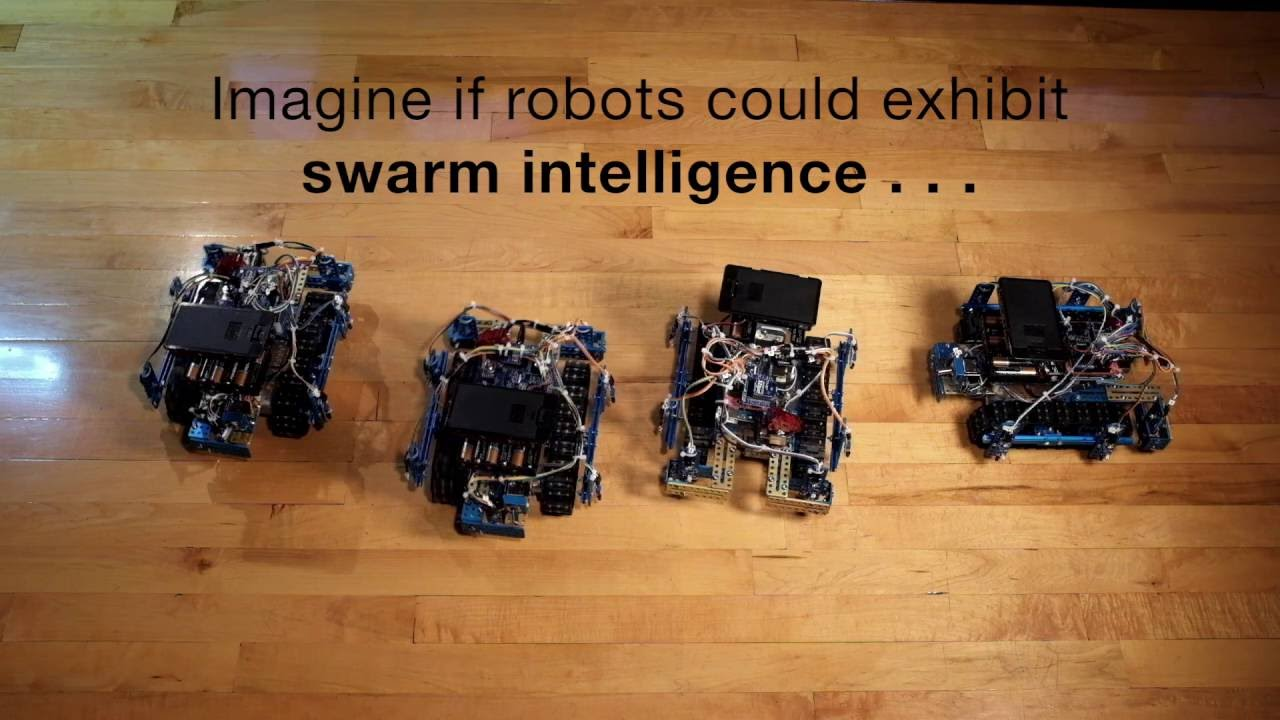 Imagine if robots could exhibit
swarm intelligence . . .